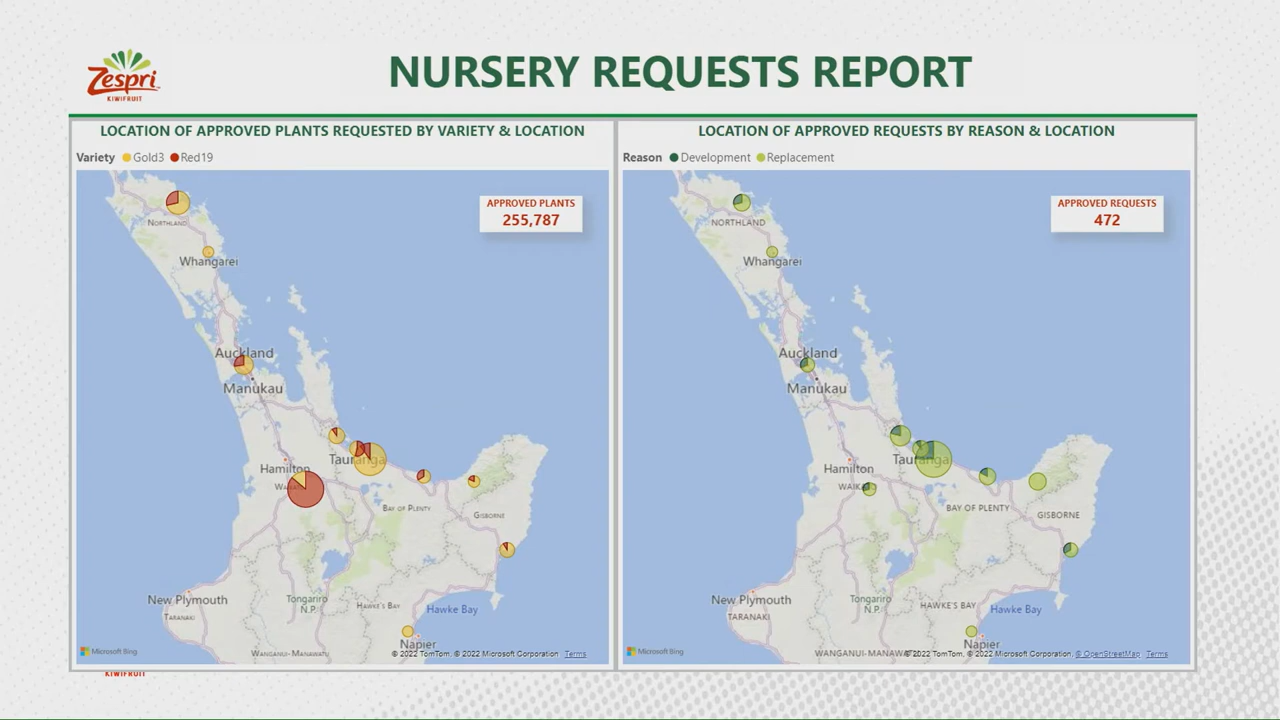 Zespri
KIWIFRUIT
NURSERY REQUESTS REPORT
LOCATION OF APPROVED PLANTS REQUESTED BY VARIETY & LOCATION
Variety Gold3 Red19
APPROVED PLANTS
255,787
NORTHLAND
Whangarei
Auckland
Manukau
Tauranga
Hamilton
BAY OF PLENTY
GISBORNE
New Plymouth
TARANAKI
Tongariro
N.P.
HAWKE'S BAY
Hawke Bay
Napier
WANGANUI-MANAWATU
Microsoft Bing
© 2022 TomTom, © 2022 Microsoft Corporation Terms
LOCATION OF APPROVED REQUESTS BY REASON & LOCATION
Reason Development Replacement
APPROVED REQUESTS
472
NORTHLAND
Whangarei
Auckland
Manukau
Tauranga
Hamilton
WAIKATO
BAY OF PLENTY
GISBORNE
New Plymouth
TARANAKI
Tongariro
N.P.
HAWKE'S BAY
Hawke Bay
Napier
Microsoft Bing
© 2022 TomTom, © 2022 Microsoft Corporation, © OpenStreetMap Terms
KIWIFRUIT